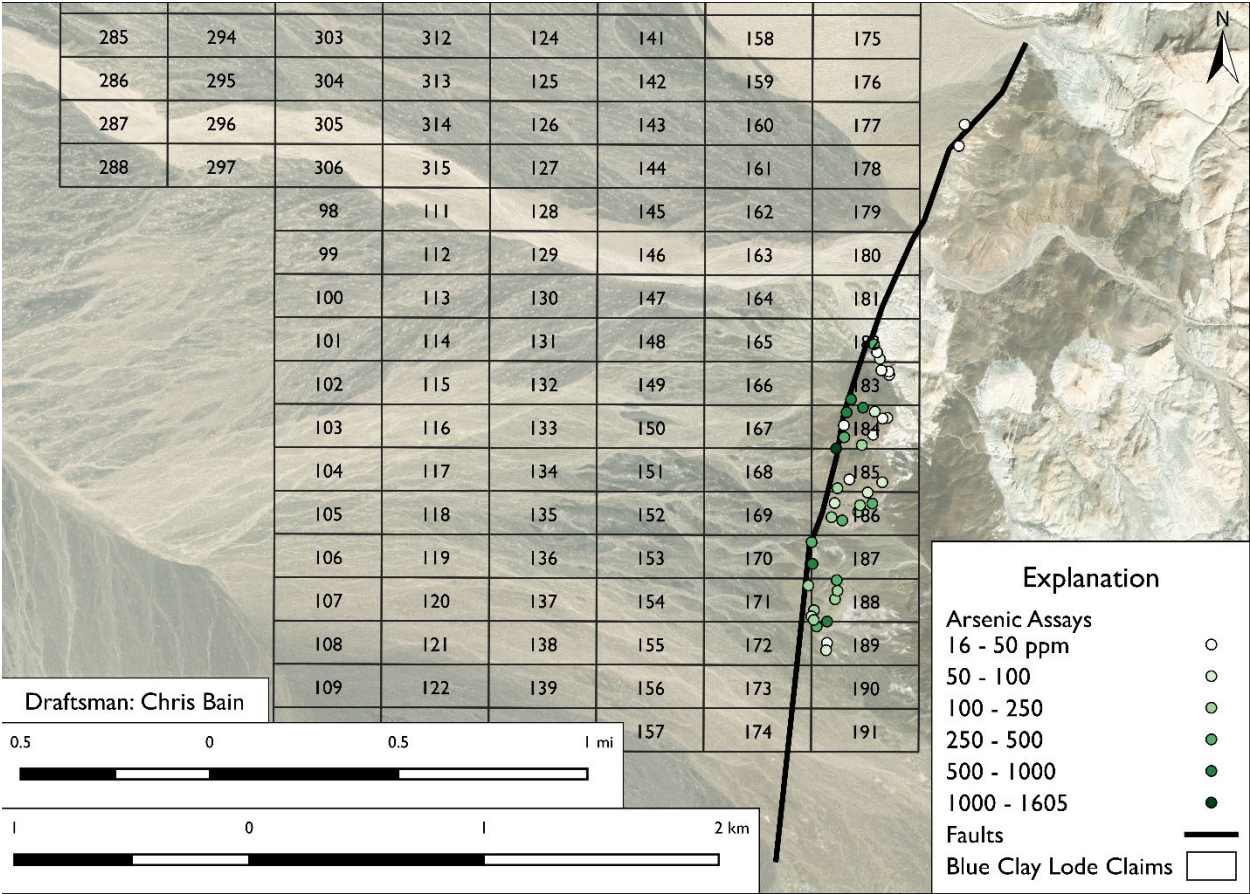 N
285 294 303 312 124 141 158 175
286 295 304 313 125 142 159 176
287 296 305 314 126 143 160 177
288 297 306 315 127 144 161 178
98 111 128 145 162 179
99 112 129 146 163 180
100 113 130 147 164 181
101 114 131 148 165
102 115 132 149 166 183
103 116 133 150 167 184
104 117 134 151 168 185
105 118 135 152 169 186
106 119 136 153 170 187
107 120 137 154 171 188
108 121 138 155 172 189
109 122 139 156 173 190
157 174 191
Draftsman: Chris Bain
0.5 0 0.5 1 mi
1 0 1 2 km
Explanation
Arsenic Assays
16 - 50 ppm
50 - 100
100 - 250
250 - 500
500 - 1000
1000 - 1605
Faults
Blue Clay Lode Claims